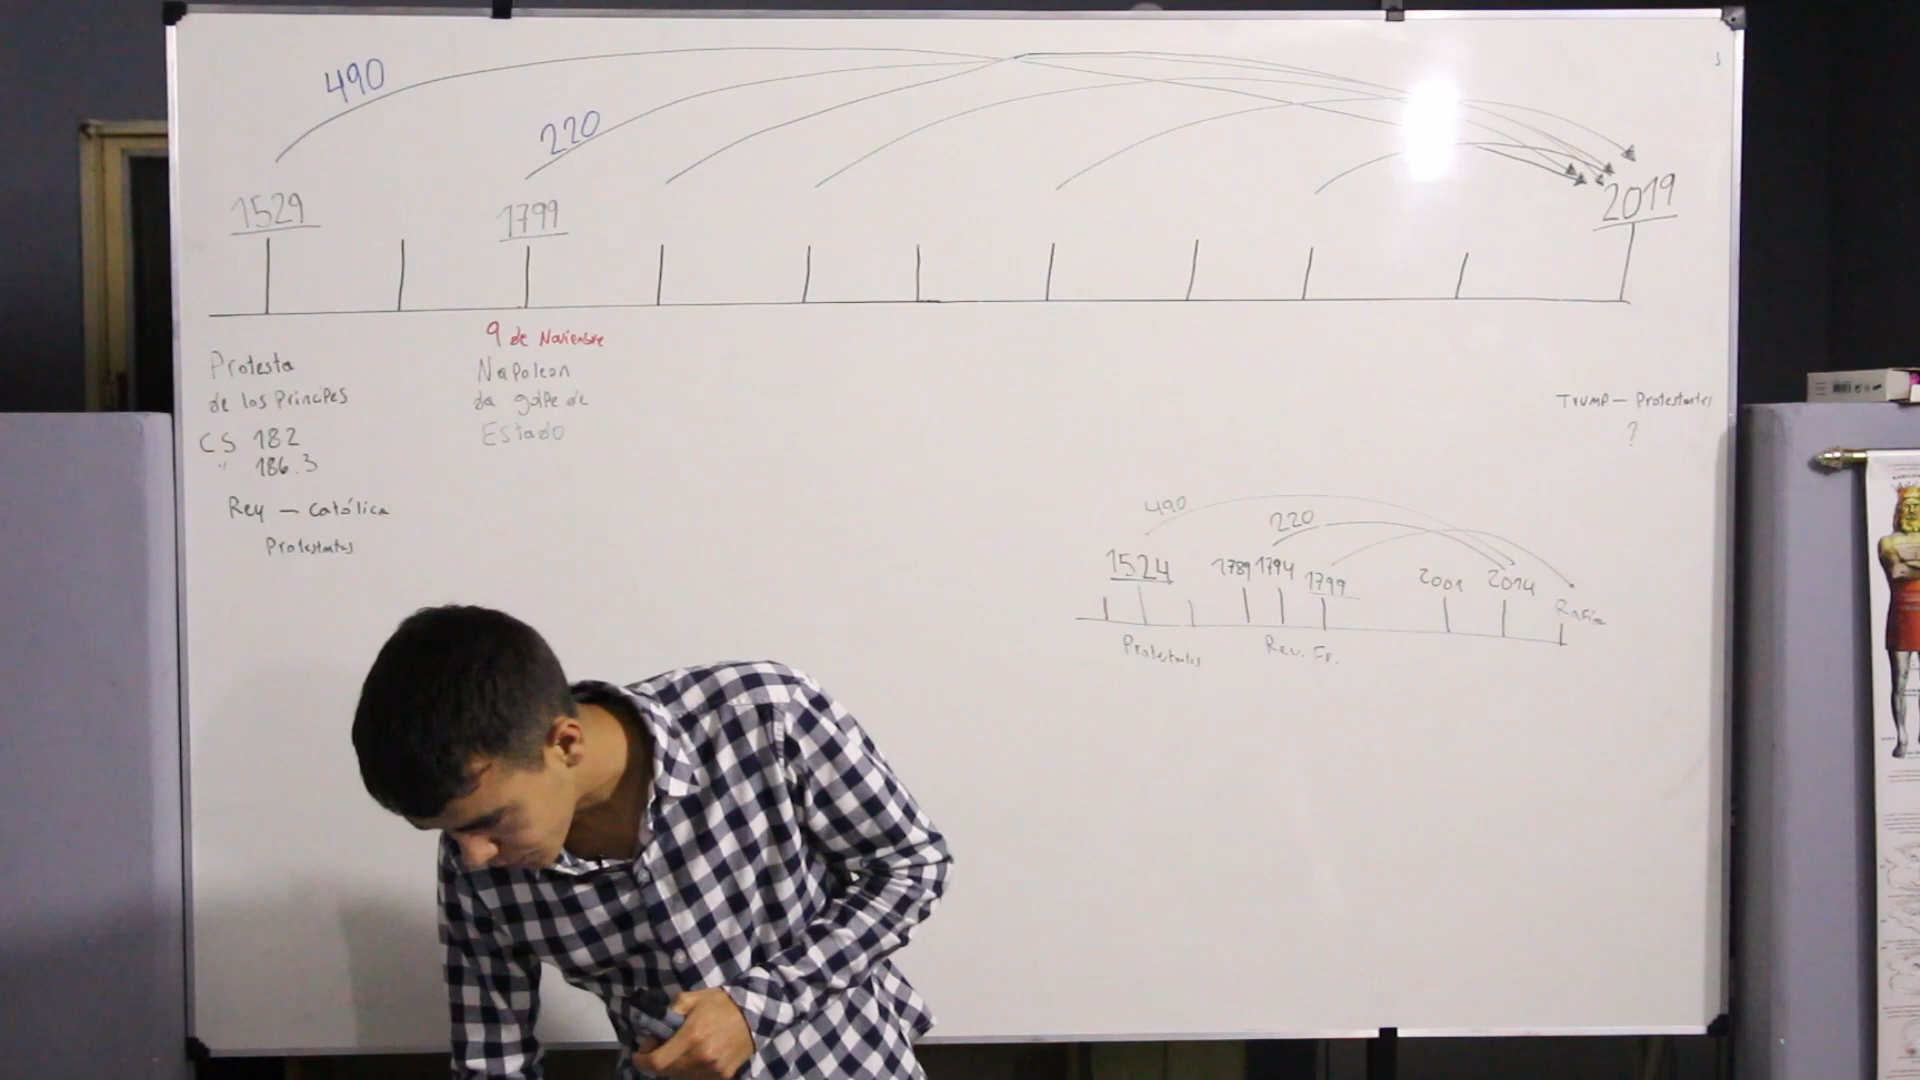 490
220
1529
1799
2019
9 de Noviembre
Protesta
de los Principes
CS 182
" 186.3
Rey — Católica
Protestantes
Napoleon
da golpe de
Estado
TRUMP — Protestantes
?
490
220
1524
1789 1794
1799
2001
2014
Rafia
Protestantes
Rev. Fr.